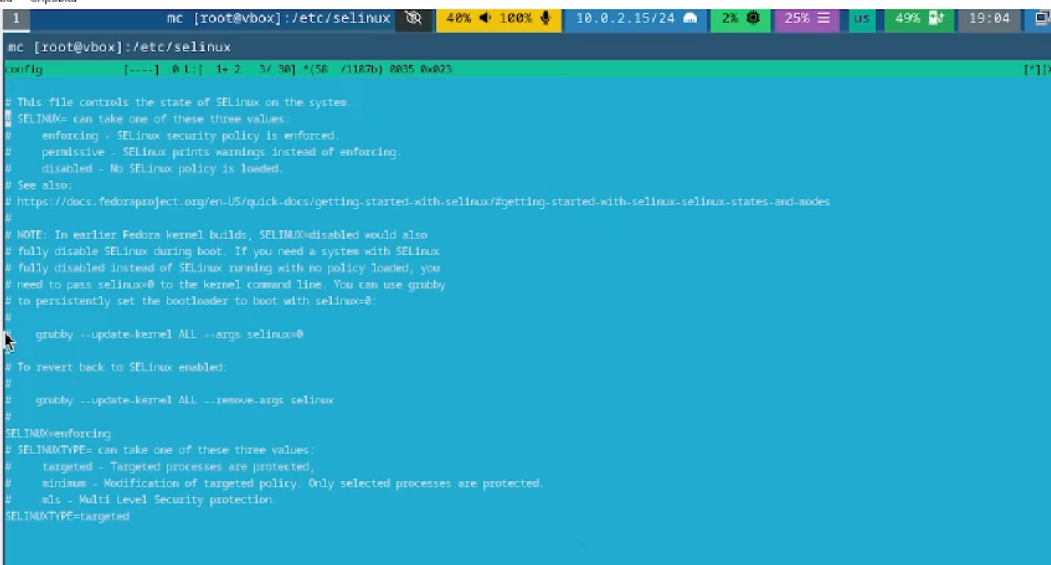 1 mc [root@vbox]:/etc/selinux 40% 100% 10.0.2.15/24 2% 25% us 49% 19:04
mc [root@vbox]:/etc/selinux
config [----] 0 L:[ 1+ 2 3/ 30] *(58 /1187b) 0035 0x023 [*]
# This file controls the state of SELinux on the system.
# SELINUX= can take one of these three values:
# enforcing - SELinux security policy is enforced.
# permissive - SELinux prints warnings instead of enforcing.
# disabled - No SELinux policy is loaded.
# See also:
# https://docs.fedoraproject.org/en-US/quick-docs/getting-started-with-selinux/#getting-started-with-selinux-selinux-states-and-modes
#
# NOTE: In earlier Fedora kernel builds, SELINUX=disabled would also
# fully disable SELinux during boot. If you need a system with SELinux
# fully disabled instead of SELinux running with no policy loaded, you
# need to pass selinux=0 to the kernel command line. You can use grubby
# to persistently set the bootloader to boot with selinux=0:
#
# grubby --update-kernel ALL --args selinux=0
#
# To revert back to SELinux enabled:
#
# grubby --update-kernel ALL --remove-args selinux
#
SELINUX=enforcing
# SELINUXTYPE= can take one of these three values:
# targeted - Targeted processes are protected,
# minimum - Modification of targeted policy. Only selected processes are protected.
# mls - Multi Level Security protection.
SELINUXTYPE=targeted